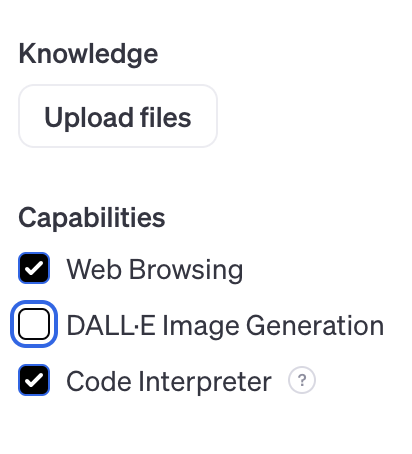 Knowledge
Upload files
Capabilities
Web Browsing
DALL·E Image Generation
Code Interpreter ?